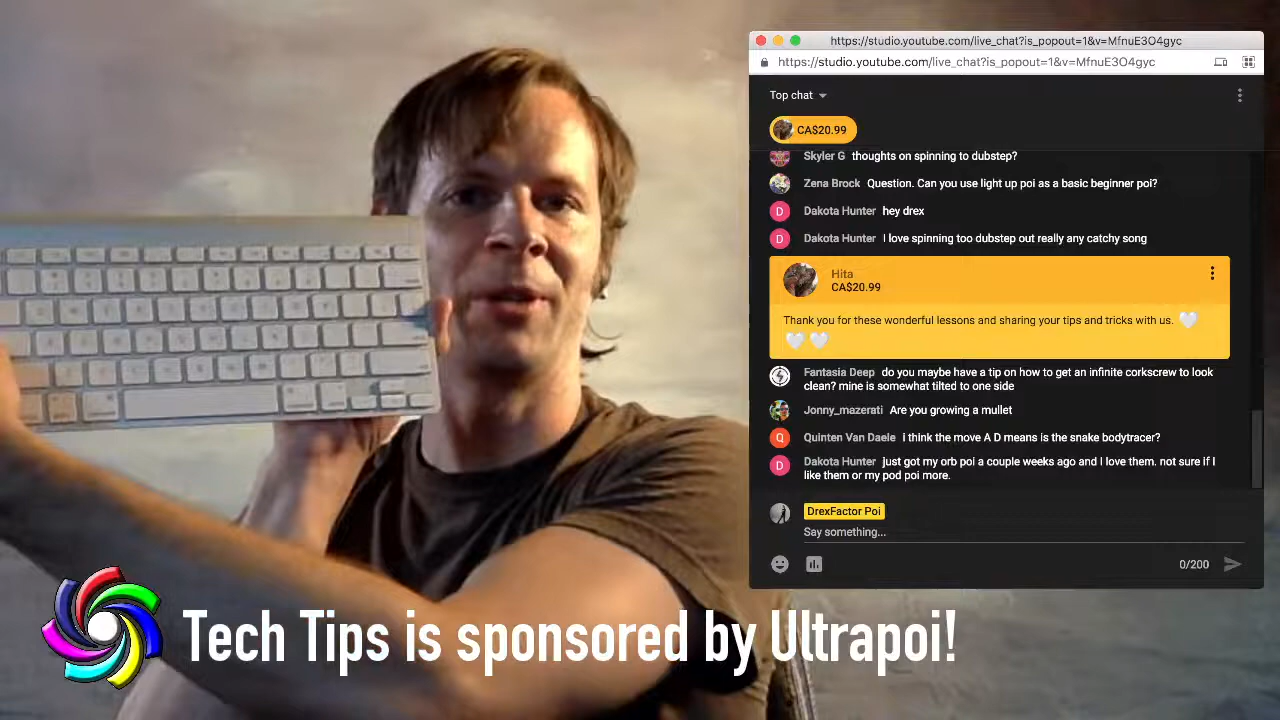 https://studio.youtube.com/live_chat?is_popout=1&v=MfnuE3O4gyc
https://studio.youtube.com/live_chat?is_popout=1&v=MfnuE3O4gyc
Top chat
CA$20.99
Skyler G thoughts on spinning to dubstep?
Zena Brock Question. Can you use light up poi as a basic beginner poi?
Dakota Hunter hey drex
Dakota Hunter I love spinning too dubstep out really any catchy song
Hita
CA$20.99
Thank you for these wonderful lessons and sharing your tips and tricks with us.
Fantasia Deep do you maybe have a tip on how to get an infinite corkscrew to look
clean? mine is somewhat tilted to one side
Jonny_mazerati Are you growing a mullet
Q Quinten Van Daele i think the move A D means is the snake bodytracer?
D Dakota Hunter just got my orb poi a couple weeks ago and I love them. not sure if I
like them or my pod poi more.
DrexFactor Poi
Say something...
0/200
Tech Tips is sponsored by Ultrapoi!